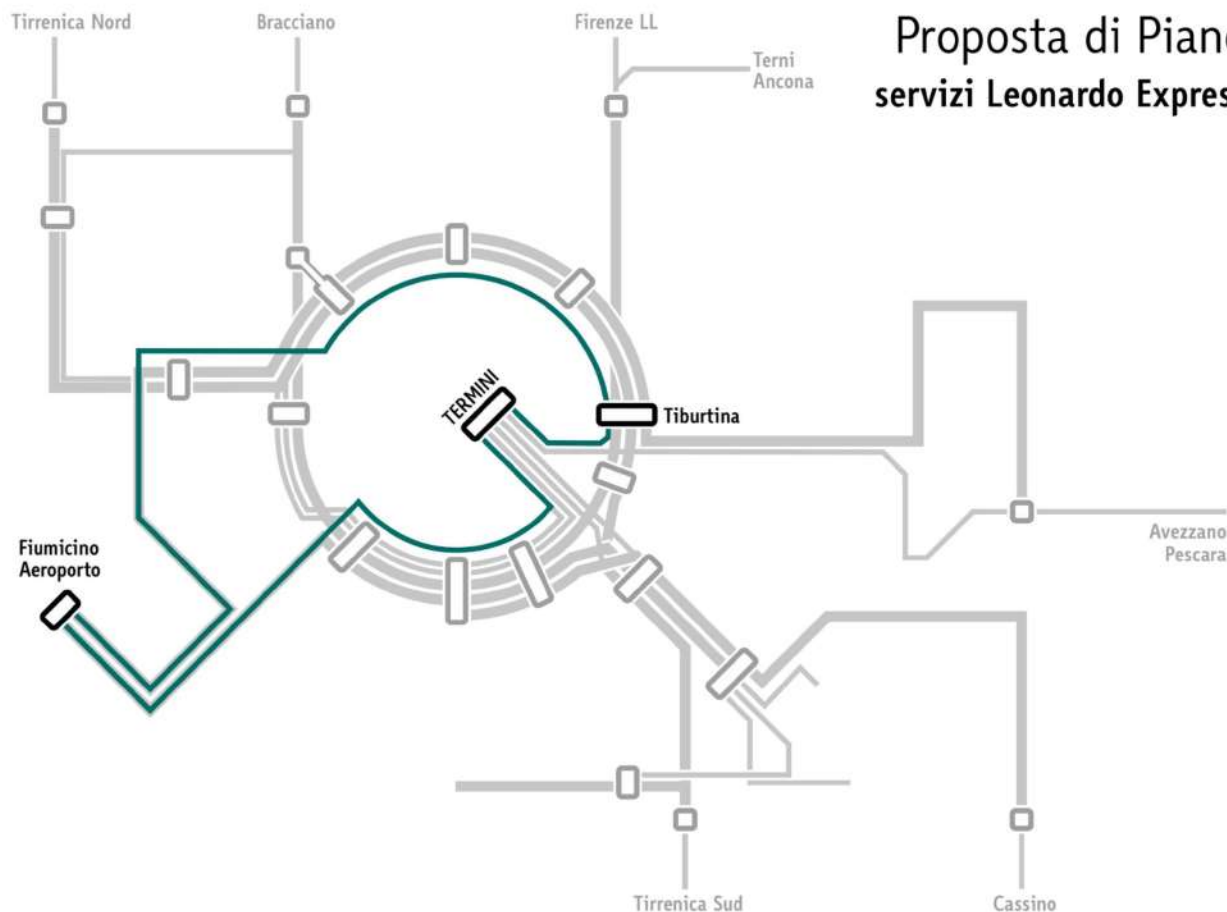 Tirrenica Nord
Bracciano
Firenze LL
Terni
Ancona
Proposta di Piano
servizi Leonardo Expres
TERMINI
Tiburtina
Fiumicino
Aeroporto
Avezzano
Pescara
Tirrenica Sud
Cassino